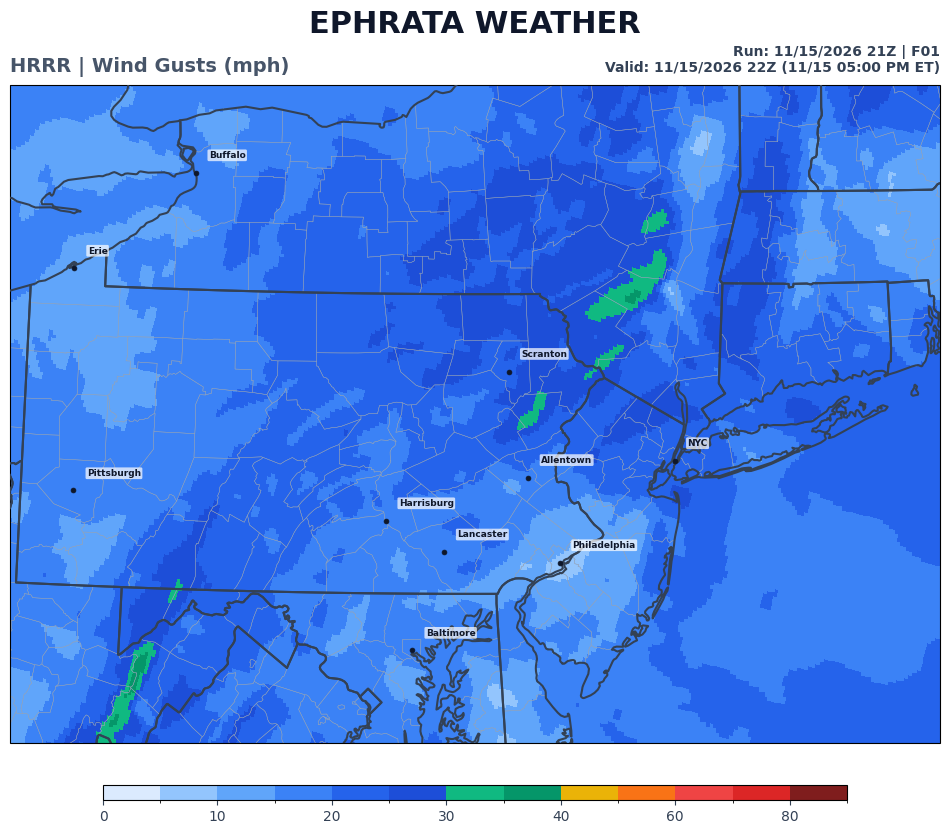 EPHRATA WEATHER
Run: 11/15/2026 21Z | F01
HRRR | Wind Gusts (mph)
Valid: 11/15/2026 22Z (11/15 05:00 PM ET)
Buffalo
Erie
Scranton
NYC
Allentown
Pittsburgh
Harrisburg
Lancaster
Philadelphia
Baltimore
0 10 20 30 40 50 60 70 80